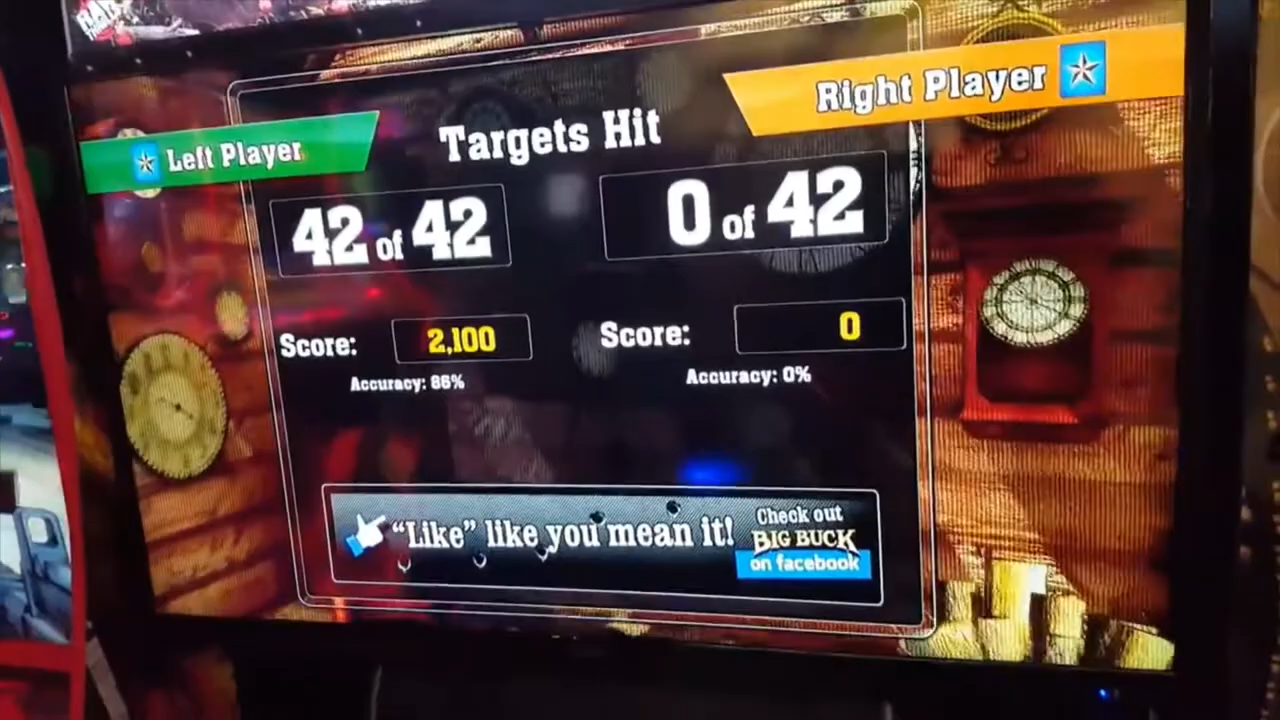 Left Player
Targets Hit
Right Player
42 of 42
0 of 42
Score: 2,100
Score: 0
Accuracy: 86%
Accuracy: 0%
"Like" like you mean it!
Check out
BIG BUCK
on facebook